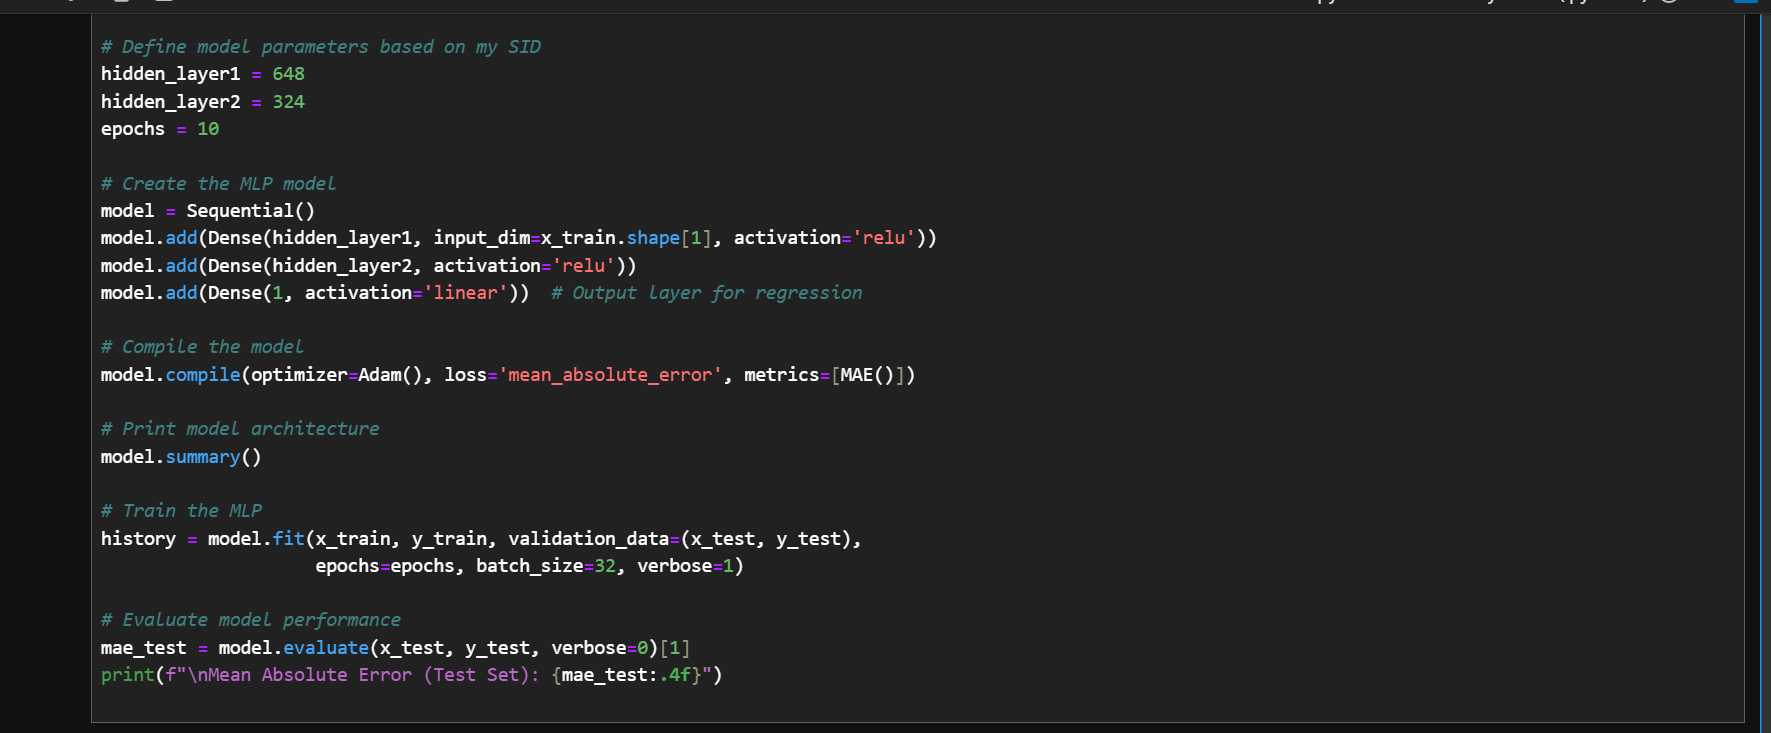 # Define model parameters based on my SID
hidden_layer1 = 648
hidden_layer2 = 324
epochs = 10
# Create the MLP model
model = Sequential()
model.add(Dense(hidden_layer1, input_dim=x_train.shape[1], activation='relu'))
model.add(Dense(hidden_layer2, activation='relu'))
model.add(Dense(1, activation='linear'))  # Output layer for regression
# Compile the model
model.compile(optimizer=Adam(), loss='mean_absolute_error', metrics=[MAE()])
# Print model architecture
model.summary()
# Train the MLP
history = model.fit(x_train, y_train, validation_data=(x_test, y_test),
                    epochs=epochs, batch_size=32, verbose=1)
# Evaluate model performance
mae_test = model.evaluate(x_test, y_test, verbose=0)[1]
print(f"\nMean Absolute Error (Test Set): {mae_test:.4f}")